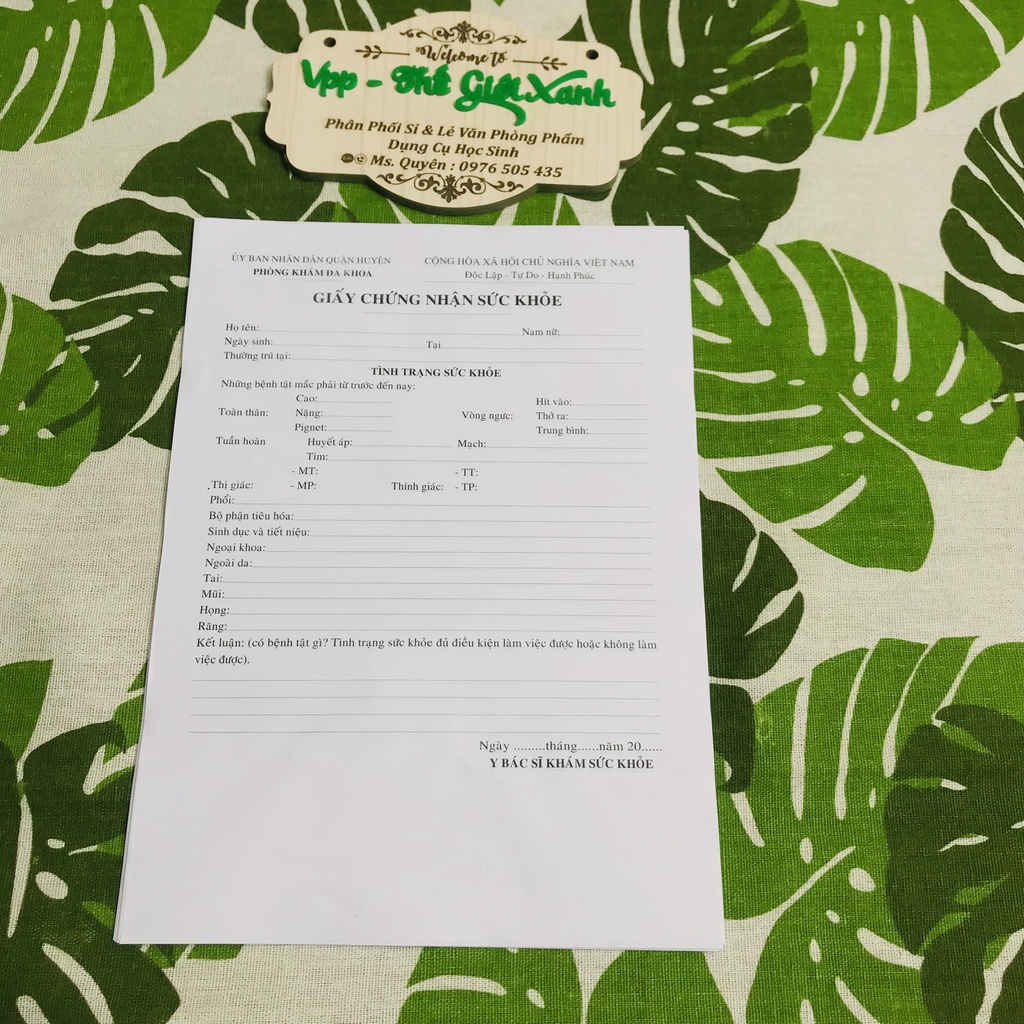 Welcome to
Vpp - Thế Giới Xanh
Phân Phối Sỉ & Lẻ Văn Phòng Phẩm
Dụng Cụ Học Sinh
Ms. Quyên : 0976 505 435
ỦY BAN NHÂN DÂN QUẬN HUYỆN CỘNG HÒA XÃ HỘI CHỦ NGHĨA VIỆT NAM
PHÒNG KHÁM ĐA KHOA Độc Lập - Tự Do - Hạnh Phúc
GIẤY CHỨNG NHẬN SỨC KHỎE
Họ tên: Nam nữ:
Ngày sinh: Tại
Thường trú tại:
TÌNH TRẠNG SỨC KHỎE
Những bệnh tật mắc phải từ trước đến nay:
Cao: Hít vào:
Toàn thân: Nặng: Vòng ngực: Thở ra:
Pignet: Trung bình:
Tuần hoàn Huyết áp: Mạch:
Tim:
- MT: - TT:
Thị giác: - MP: Thính giác: - TP:
Phổi:
Bộ phận tiêu hóa:
Sinh dục và tiết niệu:
Ngoại khoa:
Ngoài da:
Tai:
Mũi:
Họng:
Răng:
Kết luận: (có bệnh tật gì? Tình trạng sức khỏe đủ điều kiện làm việc được hoặc không làm
việc được).
Ngày .........tháng......năm 20......
Y BÁC SĨ KHÁM SỨC KHỎE